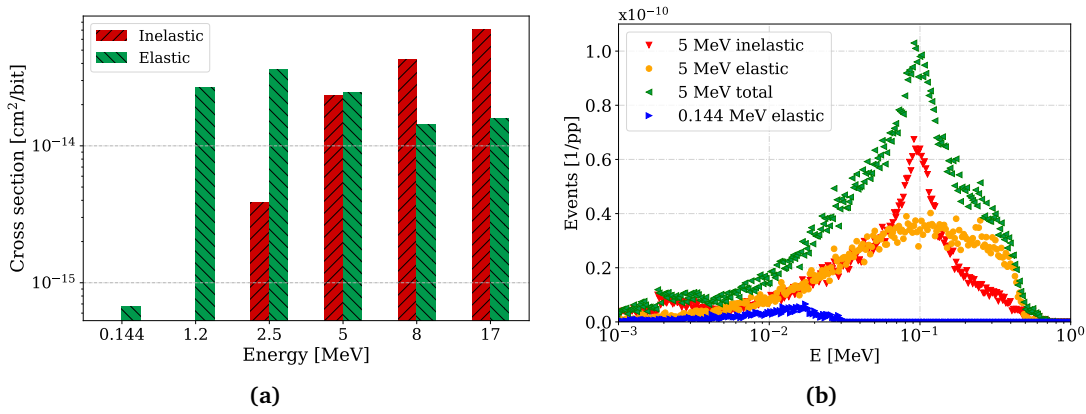 Cross section [cm²/bit]
Inelastic
Elastic
10⁻¹⁴
10⁻¹⁵
0.144 1.2 2.5 5 8 17
Energy [MeV]
(a)
x10⁻¹⁰
Events [1/pp]
5 MeV inelastic
5 MeV elastic
5 MeV total
0.144 MeV elastic
1.0
0.8
0.6
0.4
0.2
0.0
10⁻³ 10⁻² 10⁻¹ 10⁰
E [MeV]
(b)